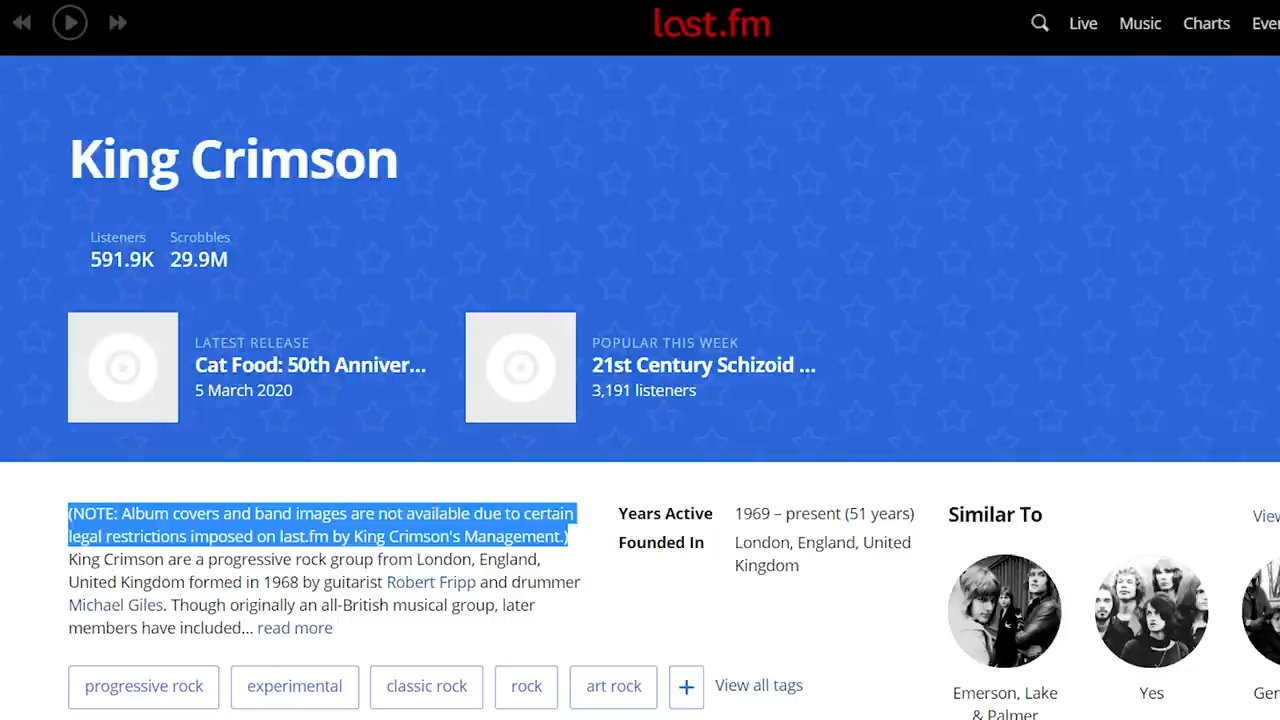 last.fm
Live Music Charts
King Crimson
Listeners Scrobbles
591.9K 29.9M
LATEST RELEASE
Cat Food: 50th Anniver...
5 March 2020
POPULAR THIS WEEK
21st Century Schizoid ...
3,191 listeners
(NOTE: Album covers and band images are not available due to certain
legal restrictions imposed on last.fm by King Crimson's Management.)
King Crimson are a progressive rock group from London, England,
United Kingdom formed in 1968 by guitarist Robert Fripp and drummer
Michael Giles. Though originally an all-British musical group, later
members have included... read more
progressive rock experimental classic rock rock art rock + View all tags
Years Active 1969 – present (51 years)
Founded In London, England, United
Kingdom
Similar To
Emerson, Lake
& Palmer
Yes